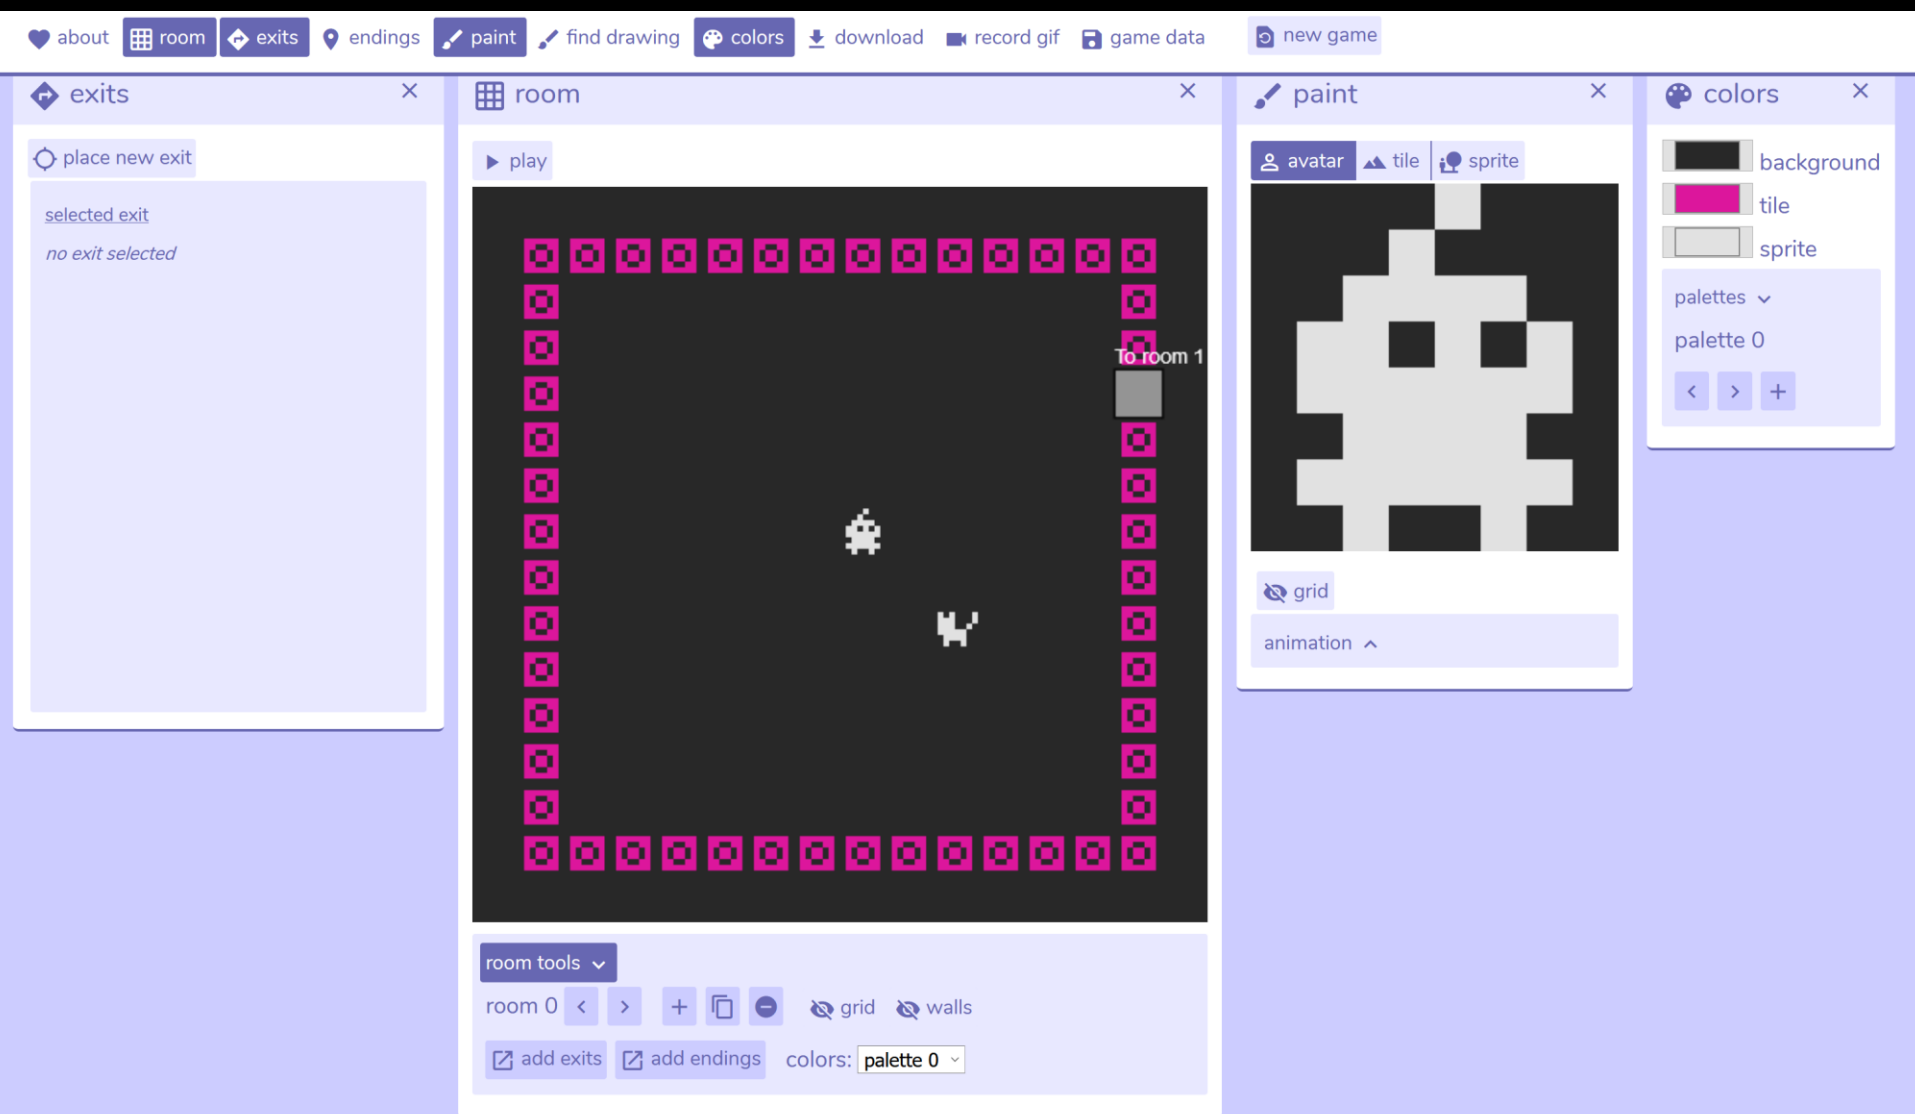 about room exits endings paint find drawing colors download record gif game data new game
exits
place new exit
selected exit
no exit selected
room
play
To room 1
room tools
room 0 grid walls
add exits add endings colors: palette 0
paint
avatar tile sprite
grid
animation
colors
background
tile
sprite
palettes
palette 0